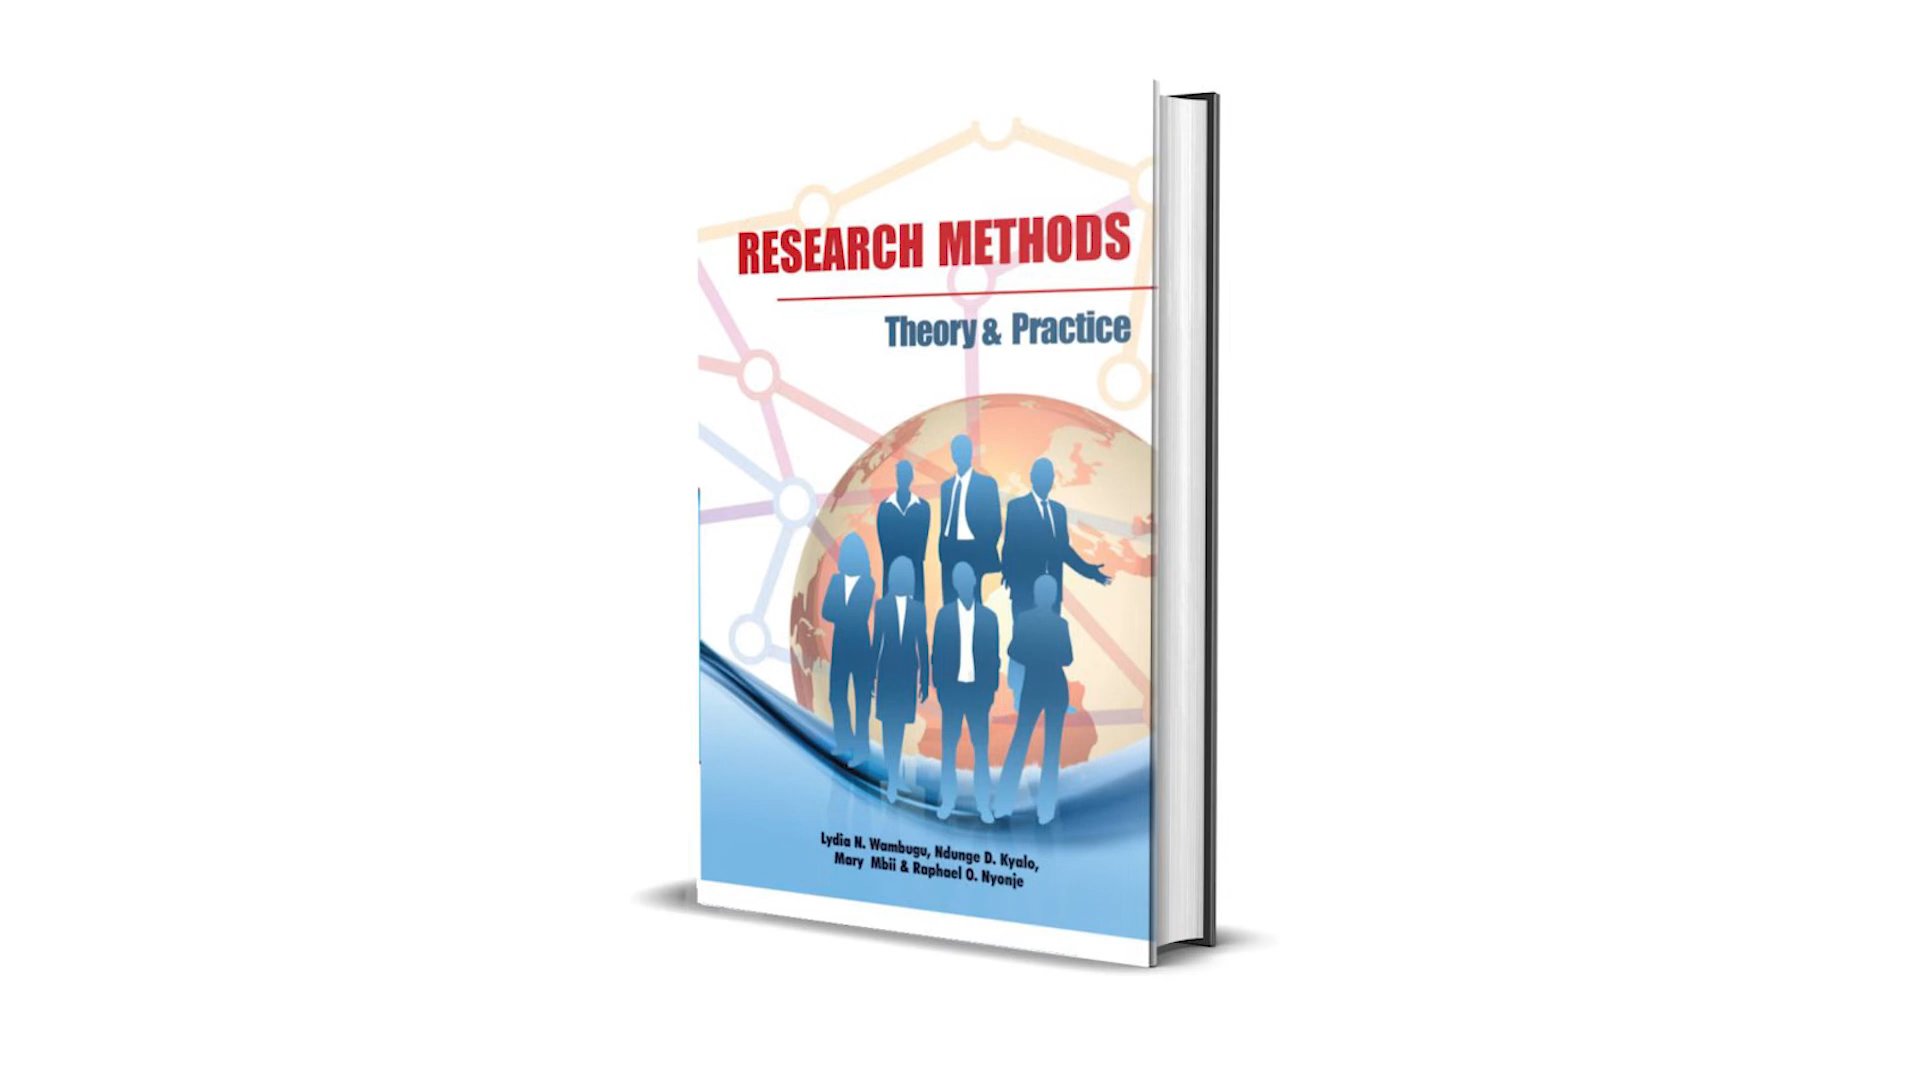 RESEARCH METHODS
Theory & Practice
Lydia N. Wambugu, Ndunge D. Kyalo,
Mary Mbii & Raphael O. Nyonje